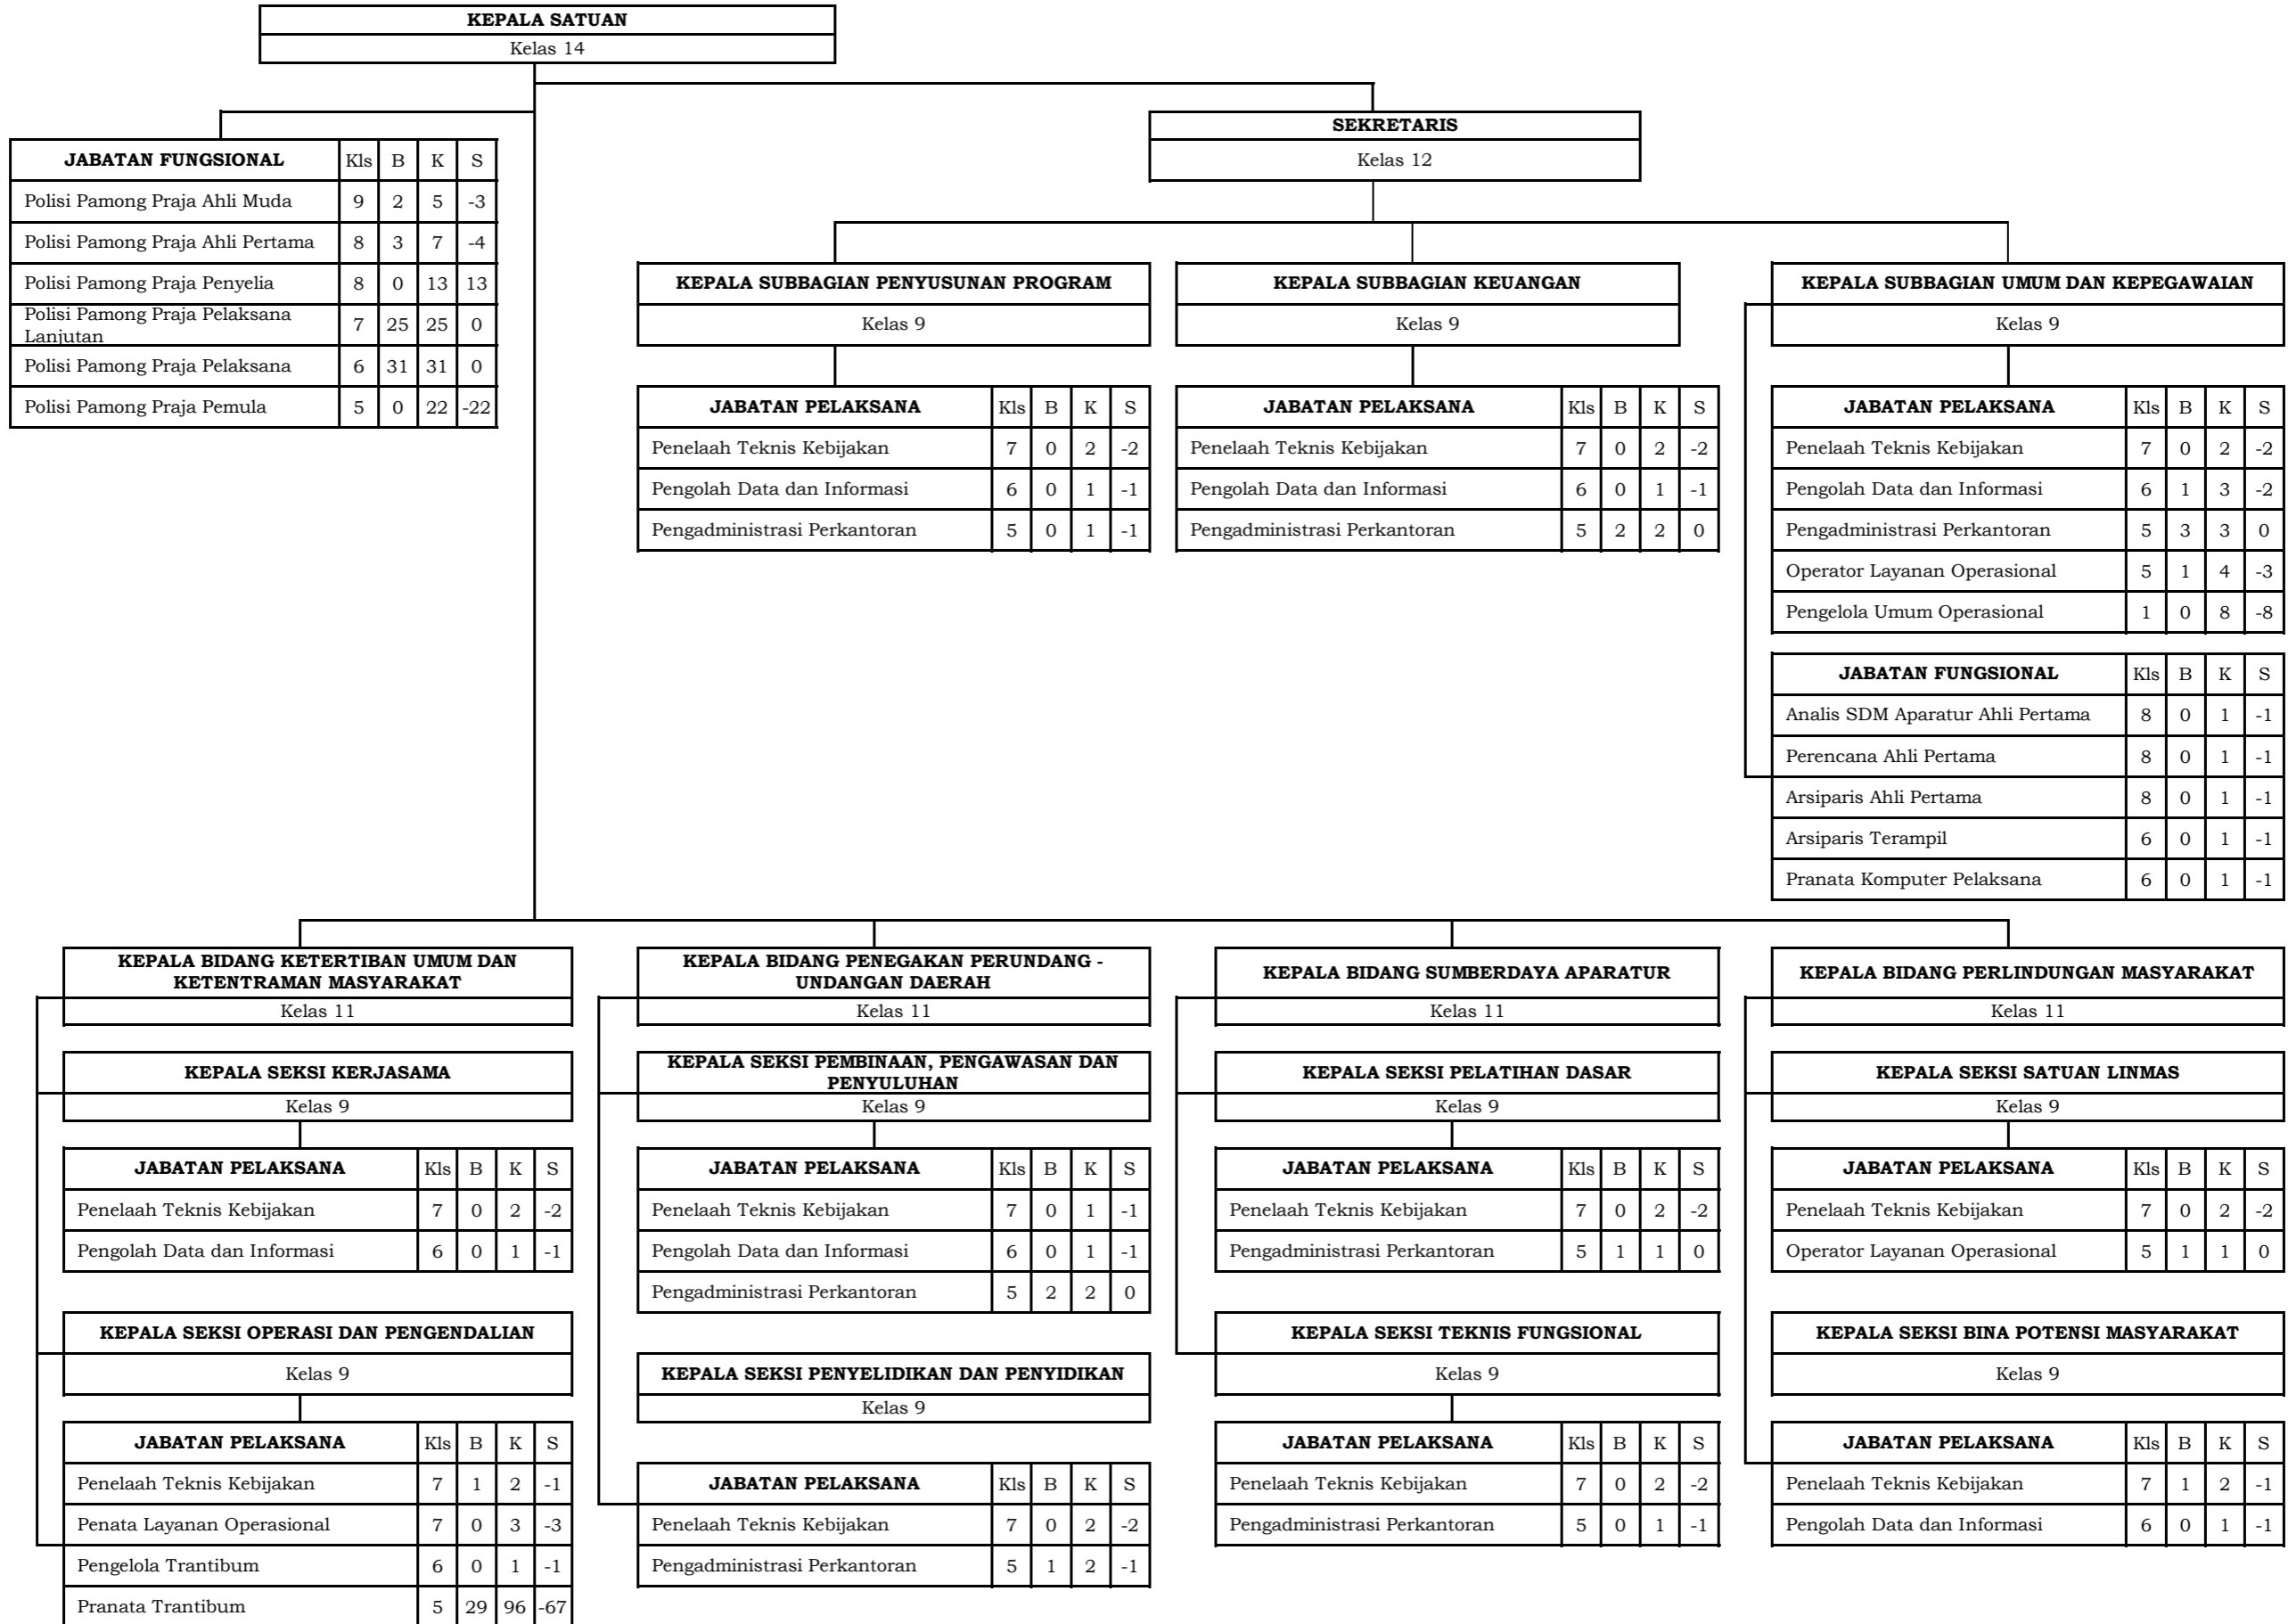 KEPALA SATUAN
Kelas 14
SEKRETARIS
Kelas 12
JABATAN FUNGSIONAL Kls B K S
Polisi Pamong Praja Ahli Muda 9 2 5 -3
Polisi Pamong Praja Ahli Pertama 8 3 7 -4
Polisi Pamong Praja Penyelia 8 0 13 13
Polisi Pamong Praja Pelaksana
Lanjutan 7 25 25 0
Polisi Pamong Praja Pelaksana 6 31 31 0
Polisi Pamong Praja Pemula 5 0 22 -22
KEPALA SUBBAGIAN PENYUSUNAN PROGRAM
Kelas 9
JABATAN PELAKSANA Kls B K S
Penelaah Teknis Kebijakan 7 0 2 -2
Pengolah Data dan Informasi 6 0 1 -1
Pengadministrasi Perkantoran 5 0 1 -1
KEPALA SUBBAGIAN KEUANGAN
Kelas 9
JABATAN PELAKSANA Kls B K S
Penelaah Teknis Kebijakan 7 0 2 -2
Pengolah Data dan Informasi 6 0 1 -1
Pengadministrasi Perkantoran 5 2 2 0
KEPALA SUBBAGIAN UMUM DAN KEPEGAWAIAN
Kelas 9
JABATAN PELAKSANA Kls B K S
Penelaah Teknis Kebijakan 7 0 2 -2
Pengolah Data dan Informasi 6 1 3 -2
Pengadministrasi Perkantoran 5 3 3 0
Operator Layanan Operasional 5 1 4 -3
Pengelola Umum Operasional 1 0 8 -8
JABATAN FUNGSIONAL Kls B K S
Analis SDM Aparatur Ahli Pertama 8 0 1 -1
Perencana Ahli Pertama 8 0 1 -1
Arsiparis Ahli Pertama 8 0 1 -1
Arsiparis Terampil 6 0 1 -1
Pranata Komputer Pelaksana 6 0 1 -1
KEPALA BIDANG KETERTIBAN UMUM DAN
KETENTRAMAN MASYARAKAT
Kelas 11
KEPALA SEKSI KERJASAMA
Kelas 9
JABATAN PELAKSANA Kls B K S
Penelaah Teknis Kebijakan 7 0 2 -2
Pengolah Data dan Informasi 6 0 1 -1
KEPALA SEKSI OPERASI DAN PENGENDALIAN
Kelas 9
JABATAN PELAKSANA Kls B K S
Penelaah Teknis Kebijakan 7 1 2 -1
Penata Layanan Operasional 7 0 3 -3
Pengelola Trantibum 6 0 1 -1
Pranata Trantibum 5 29 96 -67
KEPALA BIDANG PENEGAKAN PERUNDANG -
UNDANGAN DAERAH
Kelas 11
KEPALA SEKSI PEMBINAAN, PENGAWASAN DAN
PENYULUHAN
Kelas 9
JABATAN PELAKSANA Kls B K S
Penelaah Teknis Kebijakan 7 0 1 -1
Pengolah Data dan Informasi 6 0 1 -1
Pengadministrasi Perkantoran 5 2 2 0
KEPALA SEKSI PENYELIDIKAN DAN PENYIDIKAN
Kelas 9
JABATAN PELAKSANA Kls B K S
Penelaah Teknis Kebijakan 7 0 2 -2
Pengadministrasi Perkantoran 5 1 2 -1
KEPALA BIDANG SUMBERDAYA APARATUR
Kelas 11
KEPALA SEKSI PELATIHAN DASAR
Kelas 9
JABATAN PELAKSANA Kls B K S
Penelaah Teknis Kebijakan 7 0 2 -2
Pengadministrasi Perkantoran 5 1 1 0
KEPALA SEKSI TEKNIS FUNGSIONAL
Kelas 9
JABATAN PELAKSANA Kls B K S
Penelaah Teknis Kebijakan 7 0 2 -2
Pengadministrasi Perkantoran 5 0 1 -1
KEPALA BIDANG PERLINDUNGAN MASYARAKAT
Kelas 11
KEPALA SEKSI SATUAN LINMAS
Kelas 9
JABATAN PELAKSANA Kls B K S
Penelaah Teknis Kebijakan 7 0 2 -2
Operator Layanan Operasional 5 1 1 0
KEPALA SEKSI BINA POTENSI MASYARAKAT
Kelas 9
JABATAN PELAKSANA Kls B K S
Penelaah Teknis Kebijakan 7 1 2 -1
Pengolah Data dan Informasi 6 0 1 -1